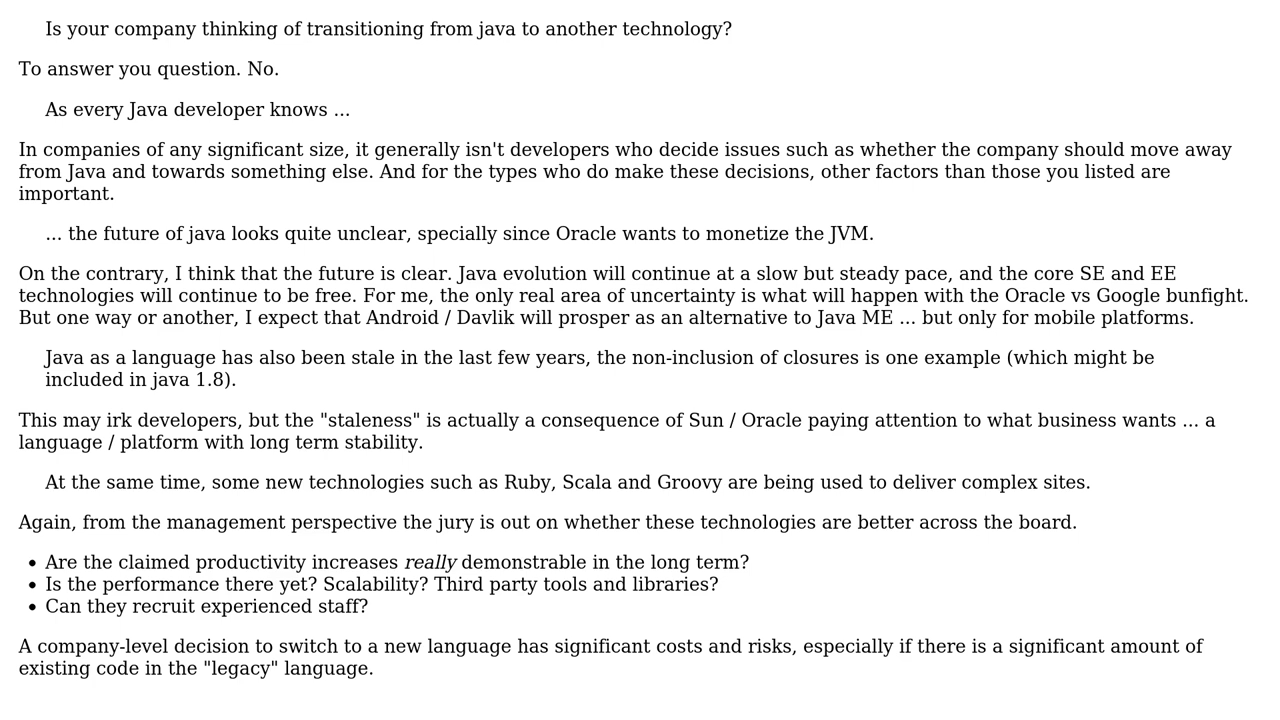 Is your company thinking of transitioning from java to another technology?
To answer you question. No.
As every Java developer knows ...
In companies of any significant size, it generally isn't developers who decide issues such as whether the company should move away
from Java and towards something else. And for the types who do make these decisions, other factors than those you listed are
important.
... the future of java looks quite unclear, specially since Oracle wants to monetize the JVM.
On the contrary, I think that the future is clear. Java evolution will continue at a slow but steady pace, and the core SE and EE
technologies will continue to be free. For me, the only real area of uncertainty is what will happen with the Oracle vs Google bunfight.
But one way or another, I expect that Android / Davlik will prosper as an alternative to Java ME ... but only for mobile platforms.
Java as a language has also been stale in the last few years, the non-inclusion of closures is one example (which might be
included in java 1.8).
This may irk developers, but the "staleness" is actually a consequence of Sun / Oracle paying attention to what business wants ... a
language / platform with long term stability.
At the same time, some new technologies such as Ruby, Scala and Groovy are being used to deliver complex sites.
Again, from the management perspective the jury is out on whether these technologies are better across the board.
• Are the claimed productivity increases really demonstrable in the long term?
• Is the performance there yet? Scalability? Third party tools and libraries?
• Can they recruit experienced staff?
A company-level decision to switch to a new language has significant costs and risks, especially if there is a significant amount of
existing code in the "legacy" language.